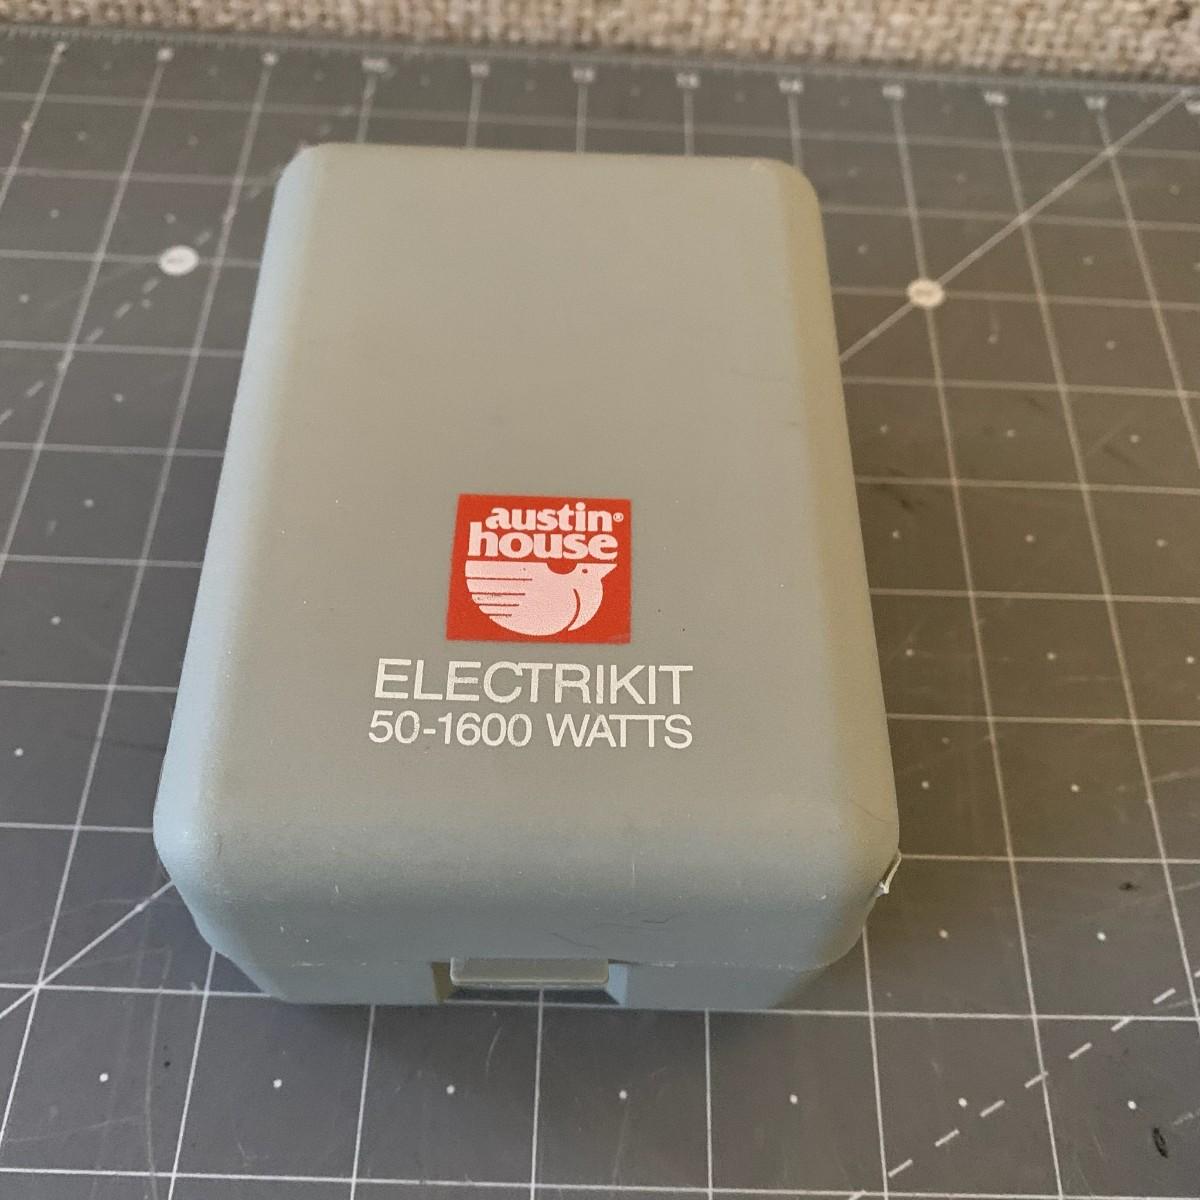 austin®
house
ELECTRIKIT
50-1600 WATTS